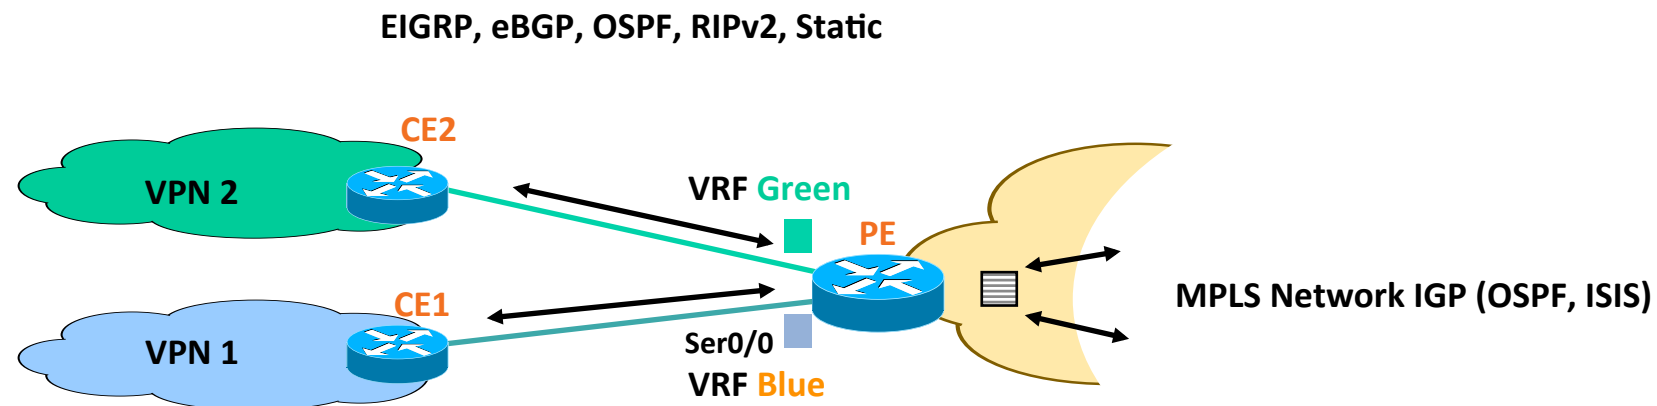 EIGRP, eBGP, OSPF, RIPv2, Static
CE2
VPN 2
VRF Green
PE
MPLS Network IGP (OSPF, ISIS)
CE1
VPN 1
Ser0/0
VRF Blue